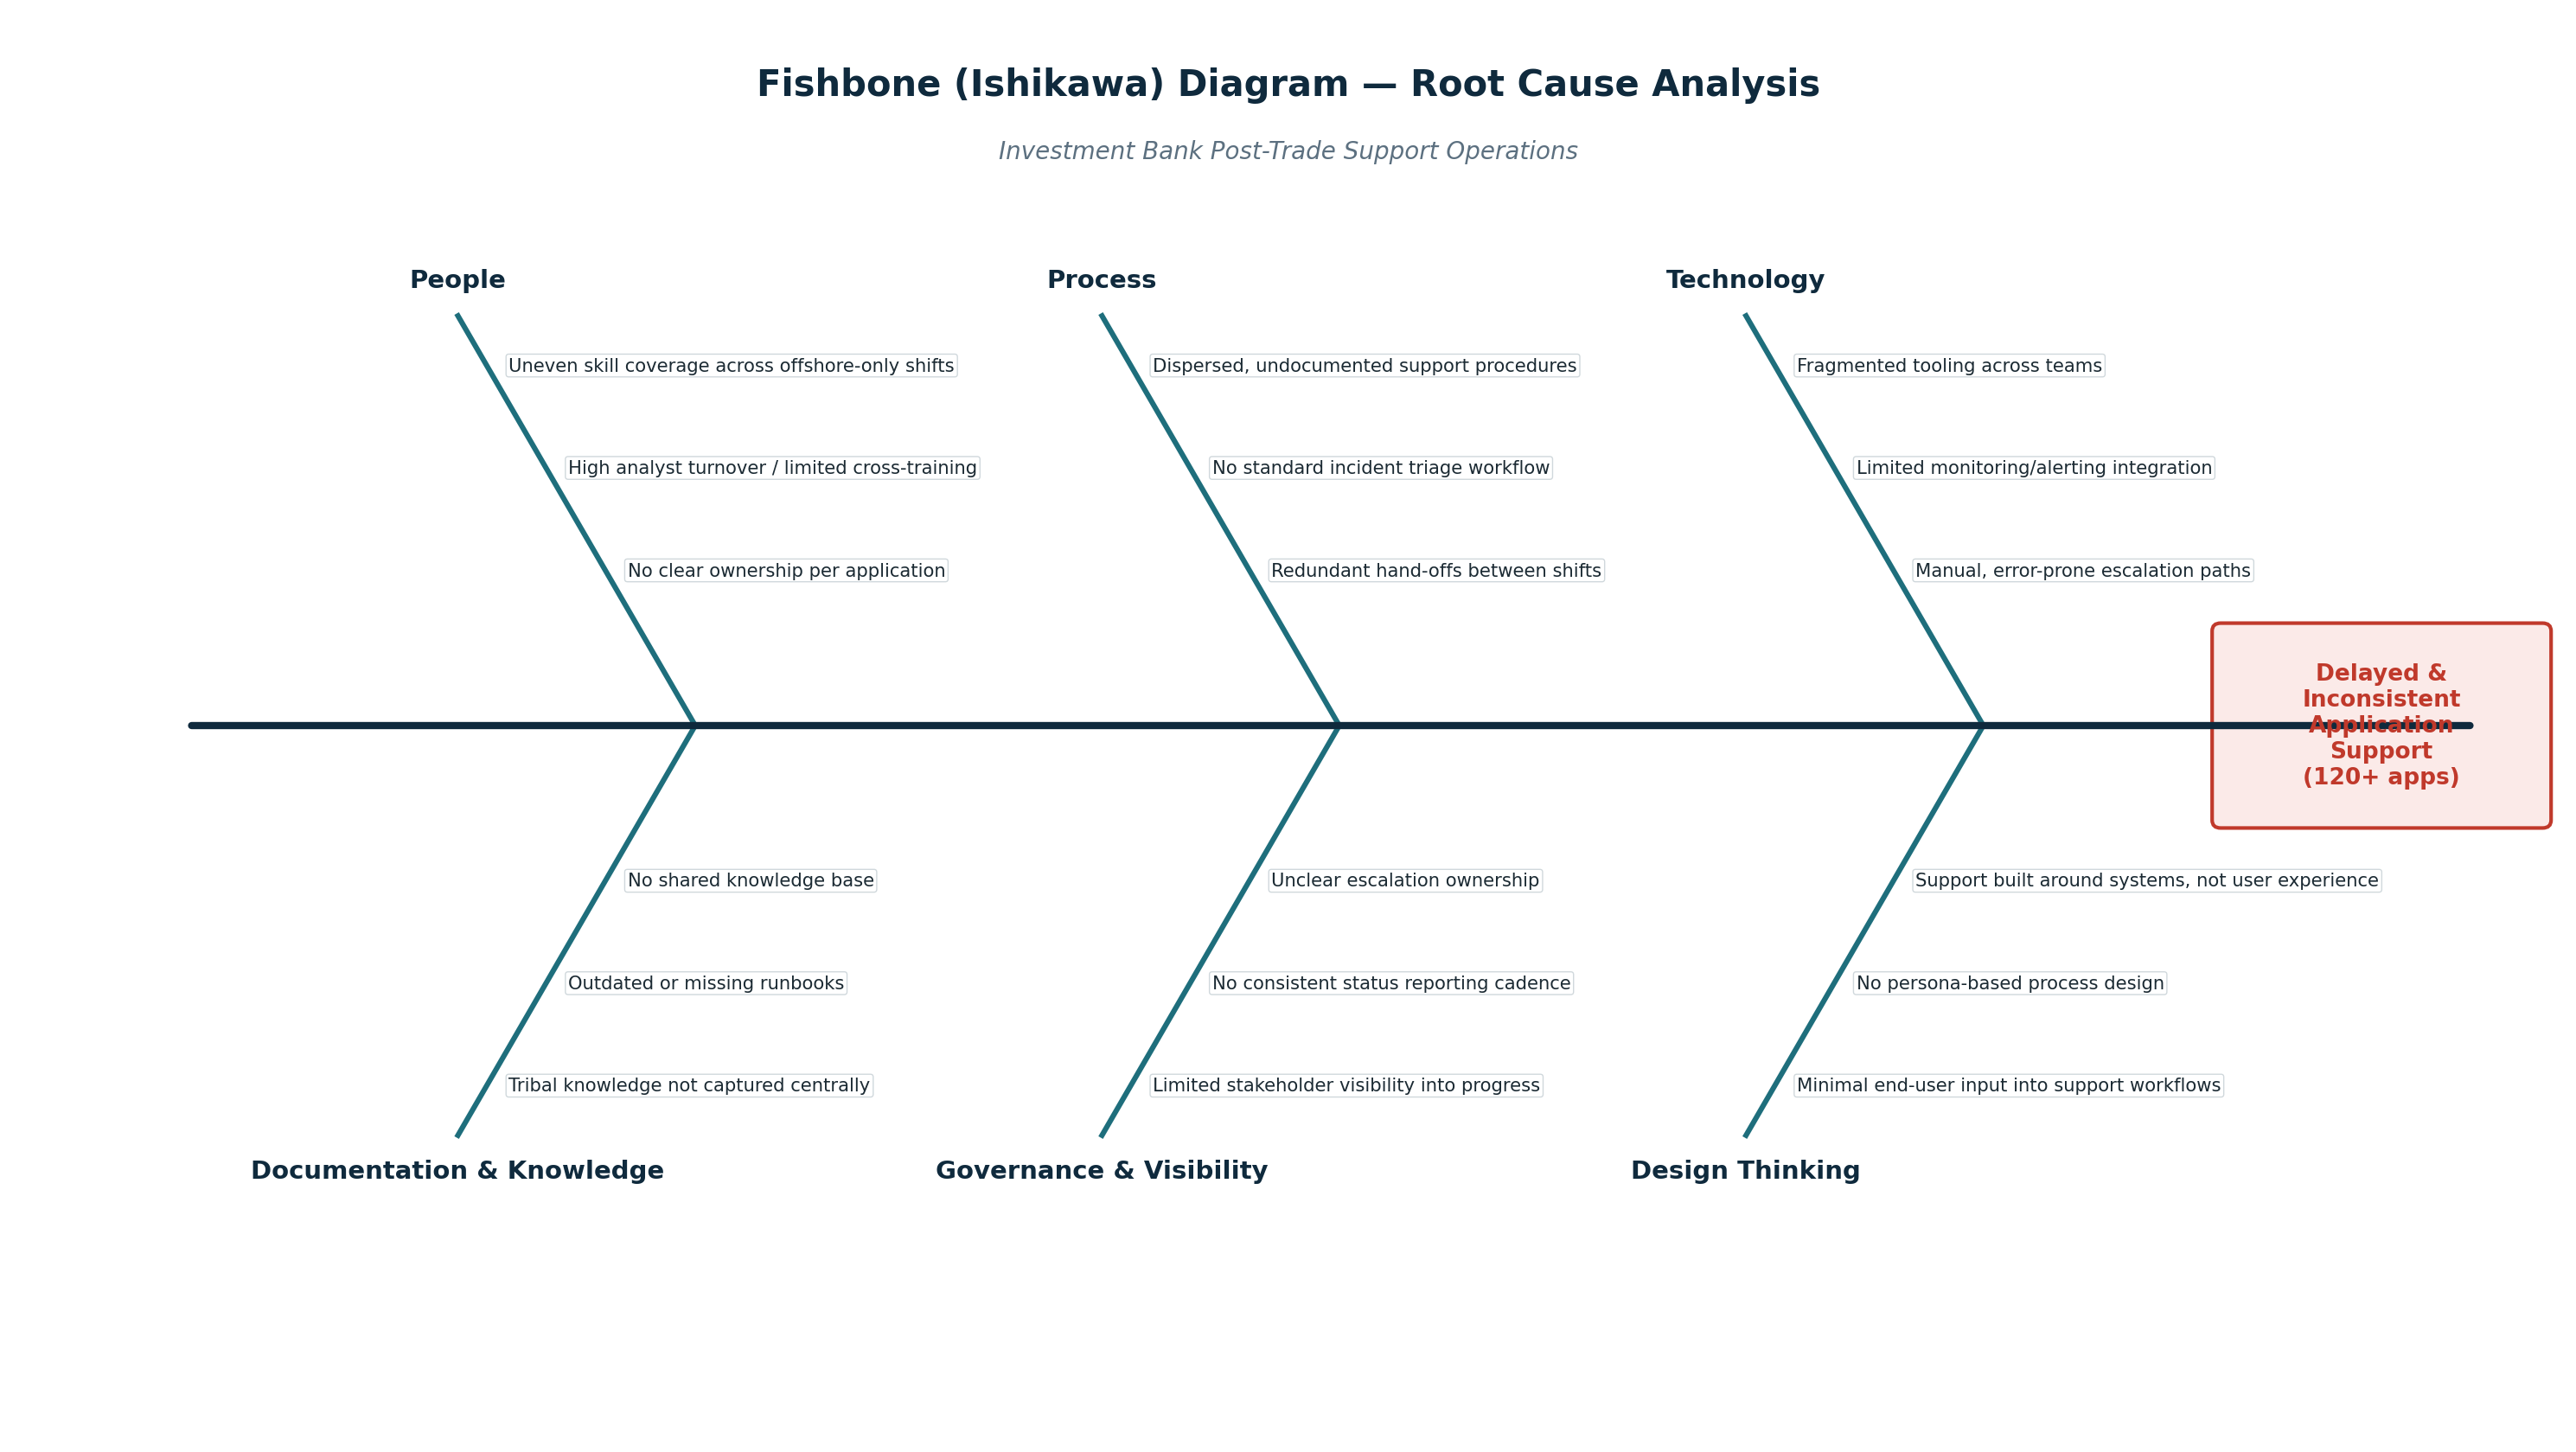 Fishbone (Ishikawa) Diagram — Root Cause Analysis
Investment Bank Post-Trade Support Operations
People
Uneven skill coverage across offshore-only shifts
High analyst turnover / limited cross-training
No clear ownership per application
Process
Dispersed, undocumented support procedures
No standard incident triage workflow
Redundant hand-offs between shifts
Technology
Fragmented tooling across teams
Limited monitoring/alerting integration
Manual, error-prone escalation paths
Delayed &
Inconsistent
Application
Support
(120+ apps)
No shared knowledge base
Outdated or missing runbooks
Tribal knowledge not captured centrally
Documentation & Knowledge
Unclear escalation ownership
No consistent status reporting cadence
Limited stakeholder visibility into progress
Governance & Visibility
Support built around systems, not user experience
No persona-based process design
Minimal end-user input into support workflows
Design Thinking